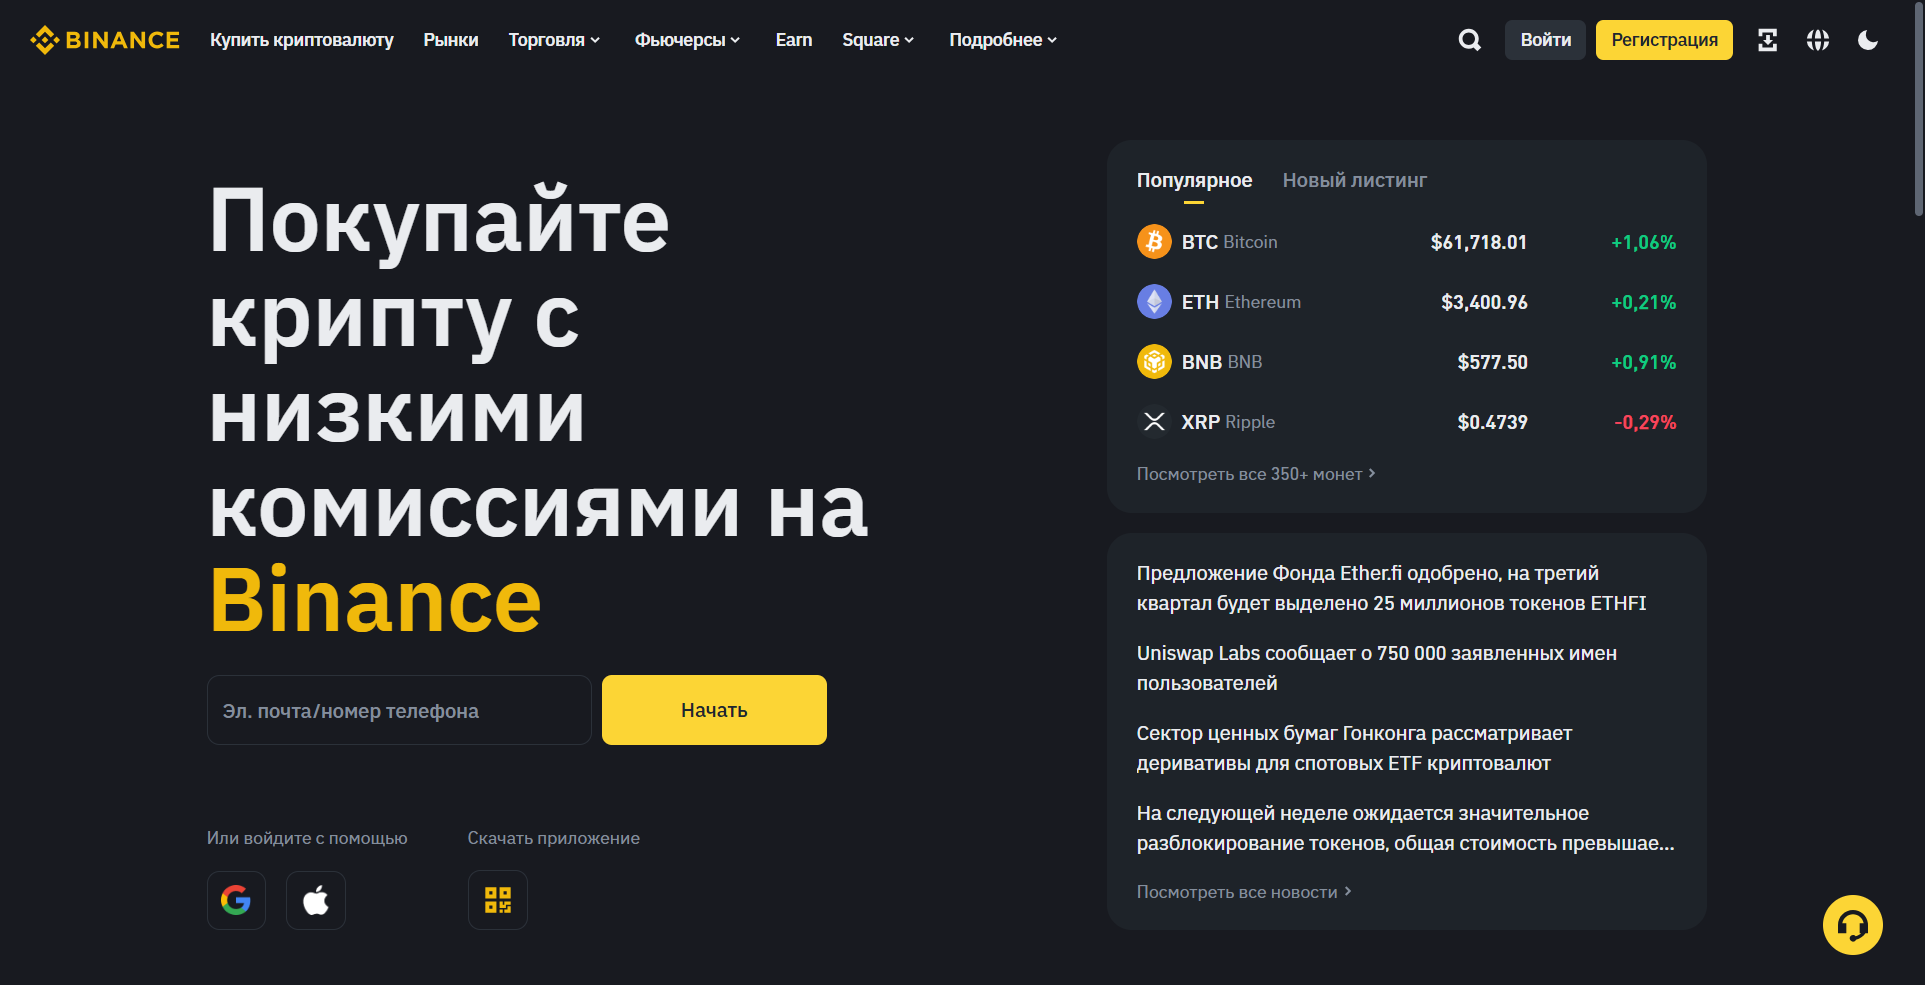 BINANCE
Купить криптовалюту
Рынки
Торговля
Фьючерсы
Earn
Square
Подробнее
Войти
Регистрация
Покупайте
крипту с
низкими
комиссиями на
Binance
Эл. почта/номер телефона
Начать
Или войдите с помощью
Скачать приложение
Популярное
Новый листинг
BTC Bitcoin $61,718.01 +1,06%
ETH Ethereum $3,400.96 +0,21%
BNB BNB $577.50 +0,91%
XRP Ripple $0.4739 -0,29%
Посмотреть все 350+ монет
Предложение Фонда Ether.fi одобрено, на третий
квартал будет выделено 25 миллионов токенов ETHFI
Uniswap Labs сообщает о 750 000 заявленных имен
пользователей
Сектор ценных бумаг Гонконга рассматривает
деривативы для спотовых ETF криптовалют
На следующей неделе ожидается значительное
разблокирование токенов, общая стоимость превышае...
Посмотреть все новости